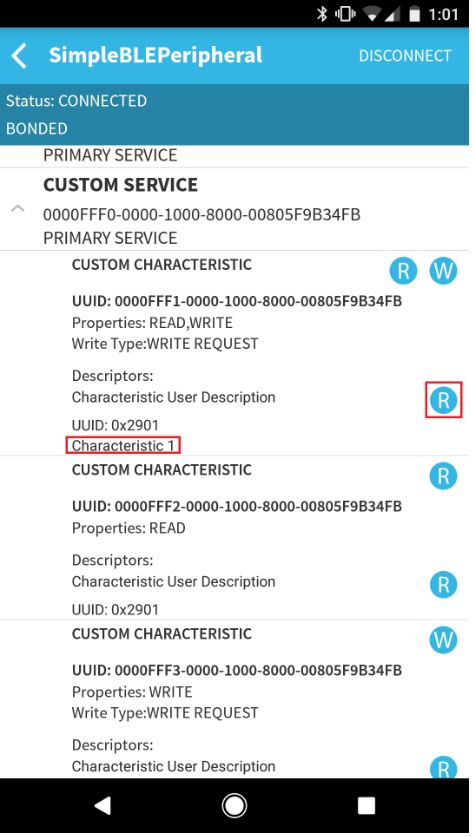 1:01
SimpleBLEPeripheral
DISCONNECT
Status: CONNECTED
BONDED
PRIMARY SERVICE
CUSTOM SERVICE
0000FFF0-0000-1000-8000-00805F9B34FB
PRIMARY SERVICE
CUSTOM CHARACTERISTIC
R W
UUID: 0000FFF1-0000-1000-8000-00805F9B34FB
Properties: READ,WRITE
Write Type:WRITE REQUEST
Descriptors:
Characteristic User Description
R
UUID: 0x2901
Characteristic 1
CUSTOM CHARACTERISTIC
R
UUID: 0000FFF2-0000-1000-8000-00805F9B34FB
Properties: READ
Descriptors:
Characteristic User Description
R
UUID: 0x2901
CUSTOM CHARACTERISTIC
W
UUID: 0000FFF3-0000-1000-8000-00805F9B34FB
Properties: WRITE
Write Type:WRITE REQUEST
Descriptors:
Characteristic User Description
R